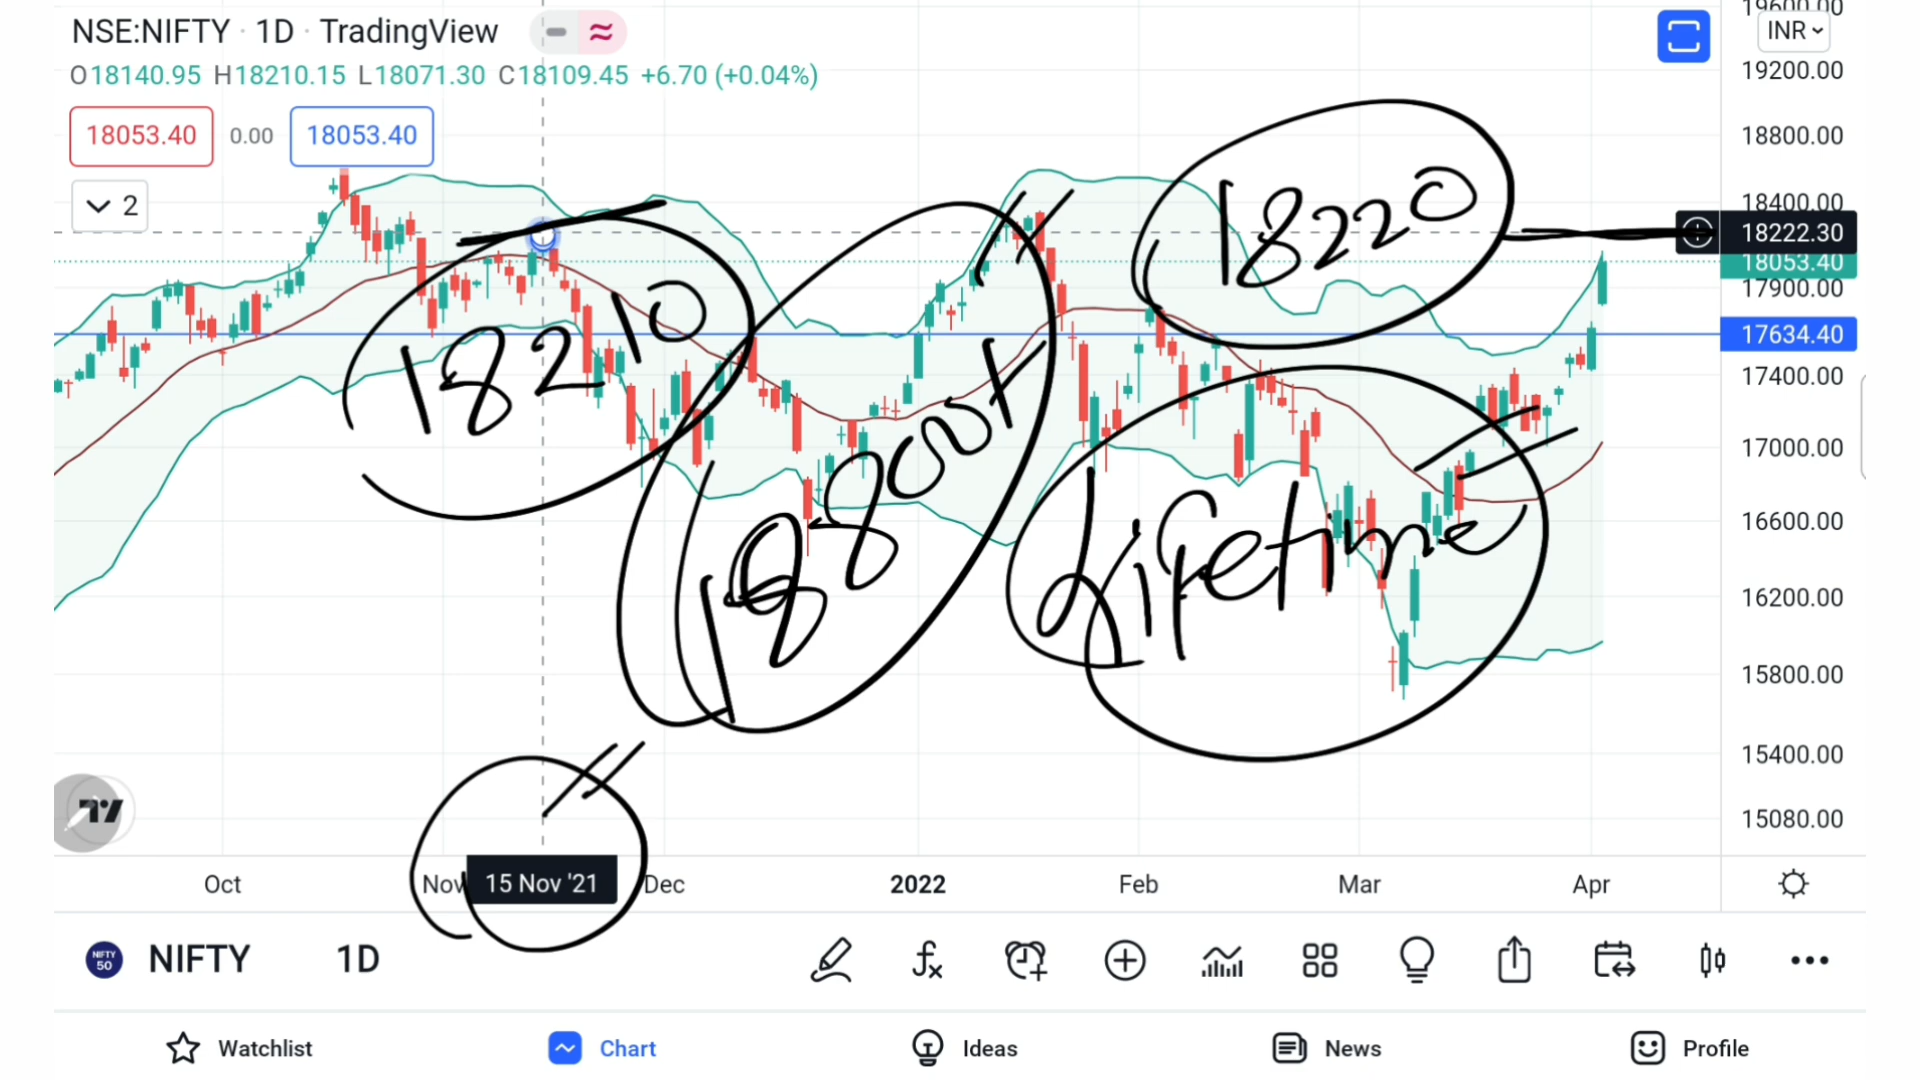 NSE:NIFTY · 1D · TradingView
O18140.95 H18210.15 L18071.30 C18109.45 +6.70 (+0.04%)
18053.40 0.00 18053.40
2
INR
19600.00
19200.00
18800.00
18400.00
18222.30
18053.40
17900.00
17634.40
17400.00
17000.00
16600.00
16200.00
15800.00
15400.00
15080.00
18220
18210
Lifetime
Oct Nov 15 Nov '21 Dec 2022 Feb Mar Apr
NIFTY 50 NIFTY 1D
Watchlist Chart Ideas News Profile